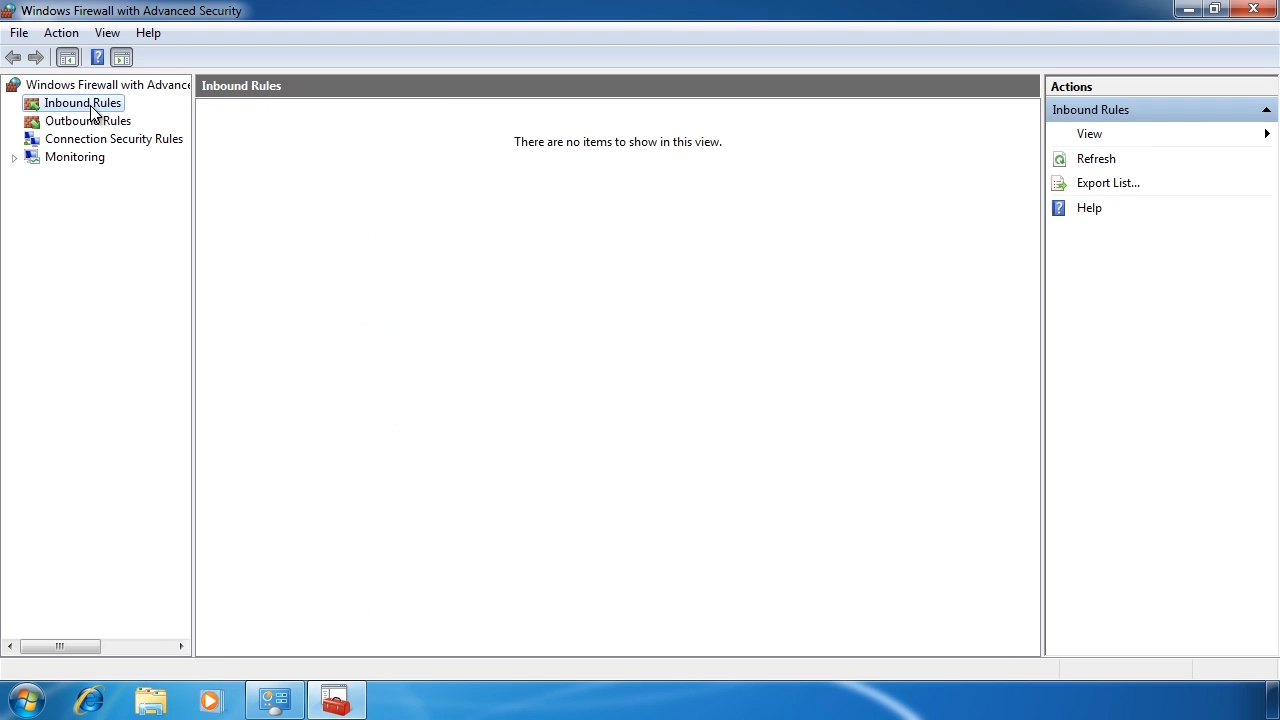 Windows Firewall with Advanced Security
File Action View Help
Windows Firewall with Advance
Inbound Rules
Outbound Rules
Connection Security Rules
Monitoring
Inbound Rules
There are no items to show in this view.
Actions
Inbound Rules
View
Refresh
Export List...
Help